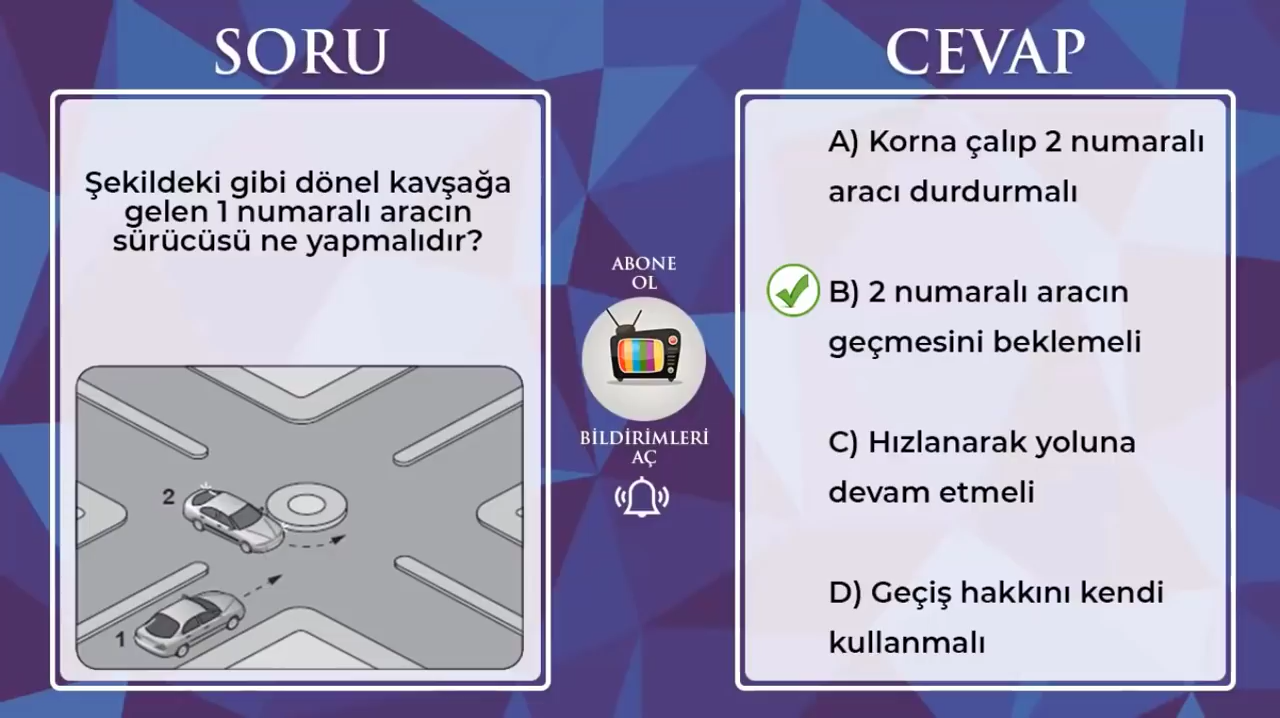 SORU
Şekildeki gibi dönel kavşağa
gelen 1 numaralı aracın
sürücüsü ne yapmalıdır?
2
1
ABONE
OL
BİLDİRİMLERİ
AÇ
CEVAP
A) Korna çalıp 2 numaralı
aracı durdurmalı
B) 2 numaralı aracın
geçmesini beklemeli
C) Hızlanarak yoluna
devam etmeli
D) Geçiş hakkını kendi
kullanmalı